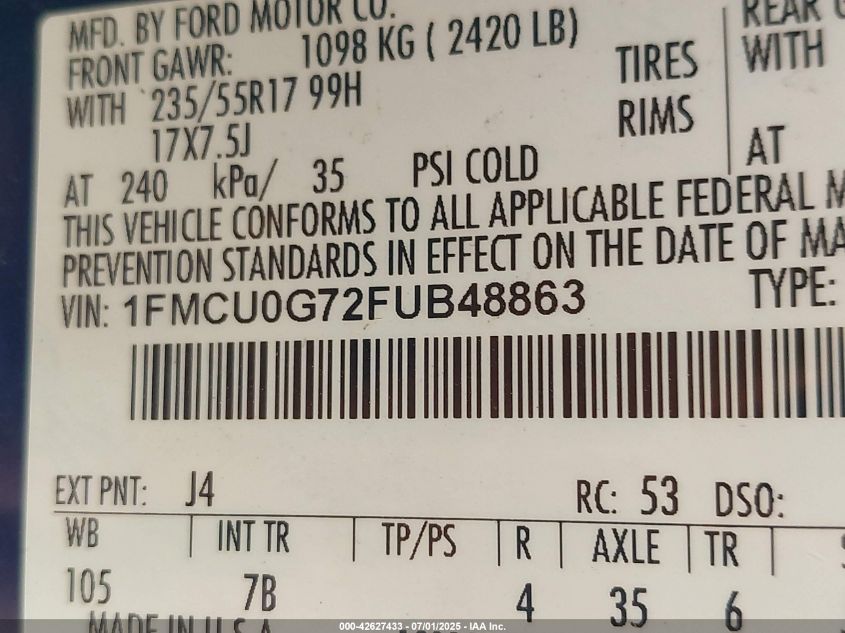 MFD. BY FORD MOTOR CO.
FRONT GAWR: 1098 KG ( 2420 LB) REAR
WITH 235/55R17 99H TIRES WITH
17X7.5J RIMS
AT 240 kPa/ 35 PSI COLD AT
THIS VEHICLE CONFORMS TO ALL APPLICABLE FEDERAL M
PREVENTION STANDARDS IN EFFECT ON THE DATE OF MA
VIN: 1FMCU0G72FUB48863 TYPE:
EXT PNT: J4 RC: 53 DSO:
WB INT TR TP/PS R AXLE TR
105 7B 4 35 6
MADE IN U.S.A.
000-42627433 - 07/01/2025 - IAA Inc.